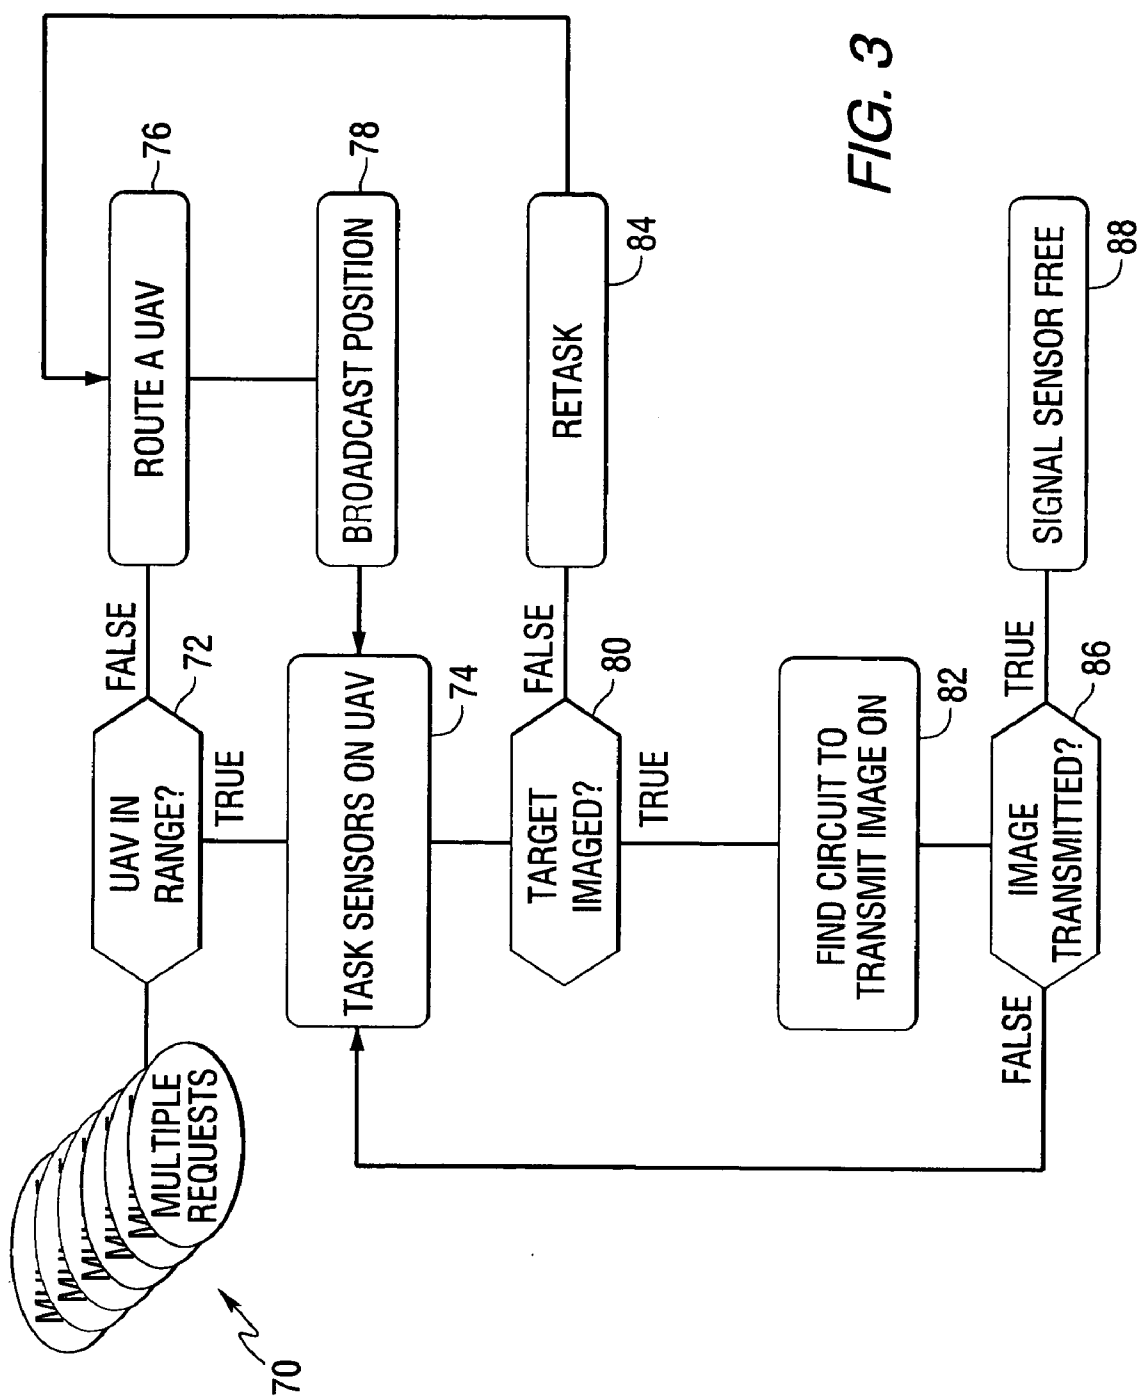 MULTIPLE
REQUESTS
70
UAV IN
RANGE?
72
FALSE
ROUTE A UAV
76
TRUE
TASK SENSORS ON UAV
74
BROADCAST POSITION
78
TARGET
IMAGED?
80
FALSE
RETASK
84
TRUE
FIND CIRCUIT TO
TRANSMIT IMAGE ON
82
IMAGE
TRANSMITTED?
86
FALSE
TRUE
SIGNAL SENSOR FREE
88
FIG. 3